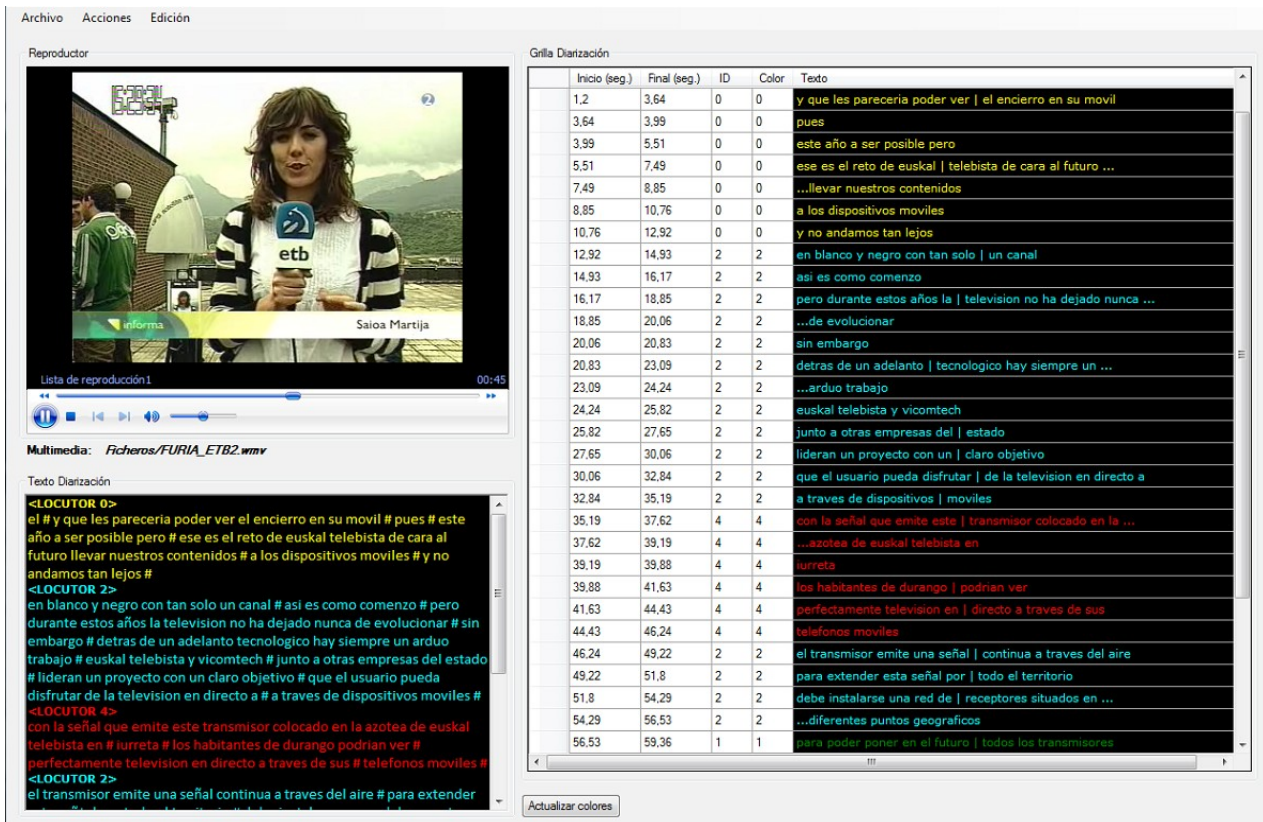 Archivo Acciones Edición
Reproductor
2
etb
informa
Saioa Martija
Lista de reproducción1 00:45
Multimedia: Ficheros/FURIA_ETB2.wmv
Texto Diarización
<LOCUTOR 0>
el # y que les pareceria poder ver el encierro en su movil # pues # este
año a ser posible pero # ese es el reto de euskal telebista de cara al
futuro llevar nuestros contenidos # a los dispositivos moviles # y no
andamos tan lejos #
<LOCUTOR 2>
en blanco y negro con tan solo un canal # asi es como comenzo # pero
durante estos años la television no ha dejado nunca de evolucionar # sin
embargo # detras de un adelanto tecnologico hay siempre un arduo
trabajo # euskal telebista y vicomtech # junto a otras empresas del estado
# lideran un proyecto con un claro objetivo # que el usuario pueda
disfrutar de la television en directo a # a traves de dispositivos moviles #
<LOCUTOR 4>
con la señal que emite este transmisor colocado en la azotea de euskal
telebista en # iurreta # los habitantes de durango podrian ver #
perfectamente television en directo a traves de sus # telefonos moviles #
<LOCUTOR 2>
el transmisor emite una señal continua a traves del aire # para extender
Grilla Diarización
Inicio (seg.) Final (seg.) ID Color Texto
1,2 3,64 0 0 y que les pareceria poder ver | el encierro en su movil
3,64 3,99 0 0 pues
3,99 5,51 0 0 este año a ser posible pero
5,51 7,49 0 0 ese es el reto de euskal | telebista de cara al futuro ...
7,49 8,85 0 0 ...llevar nuestros contenidos
8,85 10,76 0 0 a los dispositivos moviles
10,76 12,92 0 0 y no andamos tan lejos
12,92 14,93 2 2 en blanco y negro con tan solo | un canal
14,93 16,17 2 2 asi es como comenzo
16,17 18,85 2 2 pero durante estos años la | television no ha dejado nunca ...
18,85 20,06 2 2 ...de evolucionar
20,06 20,83 2 2 sin embargo
20,83 23,09 2 2 detras de un adelanto | tecnologico hay siempre un ...
23,09 24,24 2 2 ...arduo trabajo
24,24 25,82 2 2 euskal telebista y vicomtech
25,82 27,65 2 2 junto a otras empresas del | estado
27,65 30,06 2 2 lideran un proyecto con un | claro objetivo
30,06 32,84 2 2 que el usuario pueda disfrutar | de la television en directo a
32,84 35,19 2 2 a traves de dispositivos | moviles
35,19 37,62 4 4 con la señal que emite este | transmisor colocado en la ...
37,62 39,19 4 4 ...azotea de euskal telebista en
39,19 39,88 4 4 iurreta
39,88 41,63 4 4 los habitantes de durango | podrian ver
41,63 44,43 4 4 perfectamente television en | directo a traves de sus
44,43 46,24 4 4 telefonos moviles
46,24 49,22 2 2 el transmisor emite una señal | continua a traves del aire
49,22 51,8 2 2 para extender esta señal por | todo el territorio
51,8 54,29 2 2 debe instalarse una red de | receptores situados en ...
54,29 56,53 2 2 ...diferentes puntos geograficos
56,53 59,36 1 1 para poder poner en el futuro | todos los transmisores
Actualizar colores